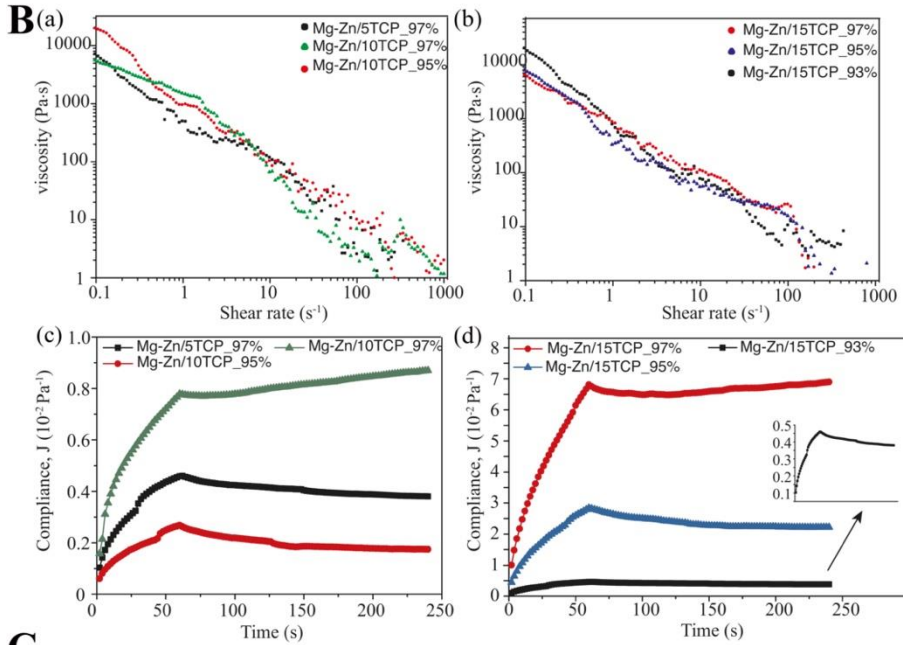 B
(a)
Mg-Zn/5TCP_97%
Mg-Zn/10TCP_97%
Mg-Zn/10TCP_95%
viscosity (Pa·s)
10000
1000
100
10
1
0.1 1 10 100 1000
Shear rate (s⁻¹)
(b)
Mg-Zn/15TCP_97%
Mg-Zn/15TCP_95%
Mg-Zn/15TCP_93%
viscosity (Pa·s)
10000
1000
100
10
1
0.1 1 10 100 1000
Shear rate (s⁻¹)
(c)
Mg-Zn/5TCP_97% Mg-Zn/10TCP_97%
Mg-Zn/10TCP_95%
Compliance, J (10⁻² Pa⁻¹)
1.0
0.8
0.6
0.4
0.2
0
0 50 100 150 200 250
Time (s)
(d)
Mg-Zn/15TCP_97% Mg-Zn/15TCP_93%
Mg-Zn/15TCP_95%
Compliance, J (10⁻² Pa⁻¹)
8
7
6
5
4
3
2
1
0
0.5
0.4
0.3
0.2
0.1
0 50 100 150 200 250
Time (s)